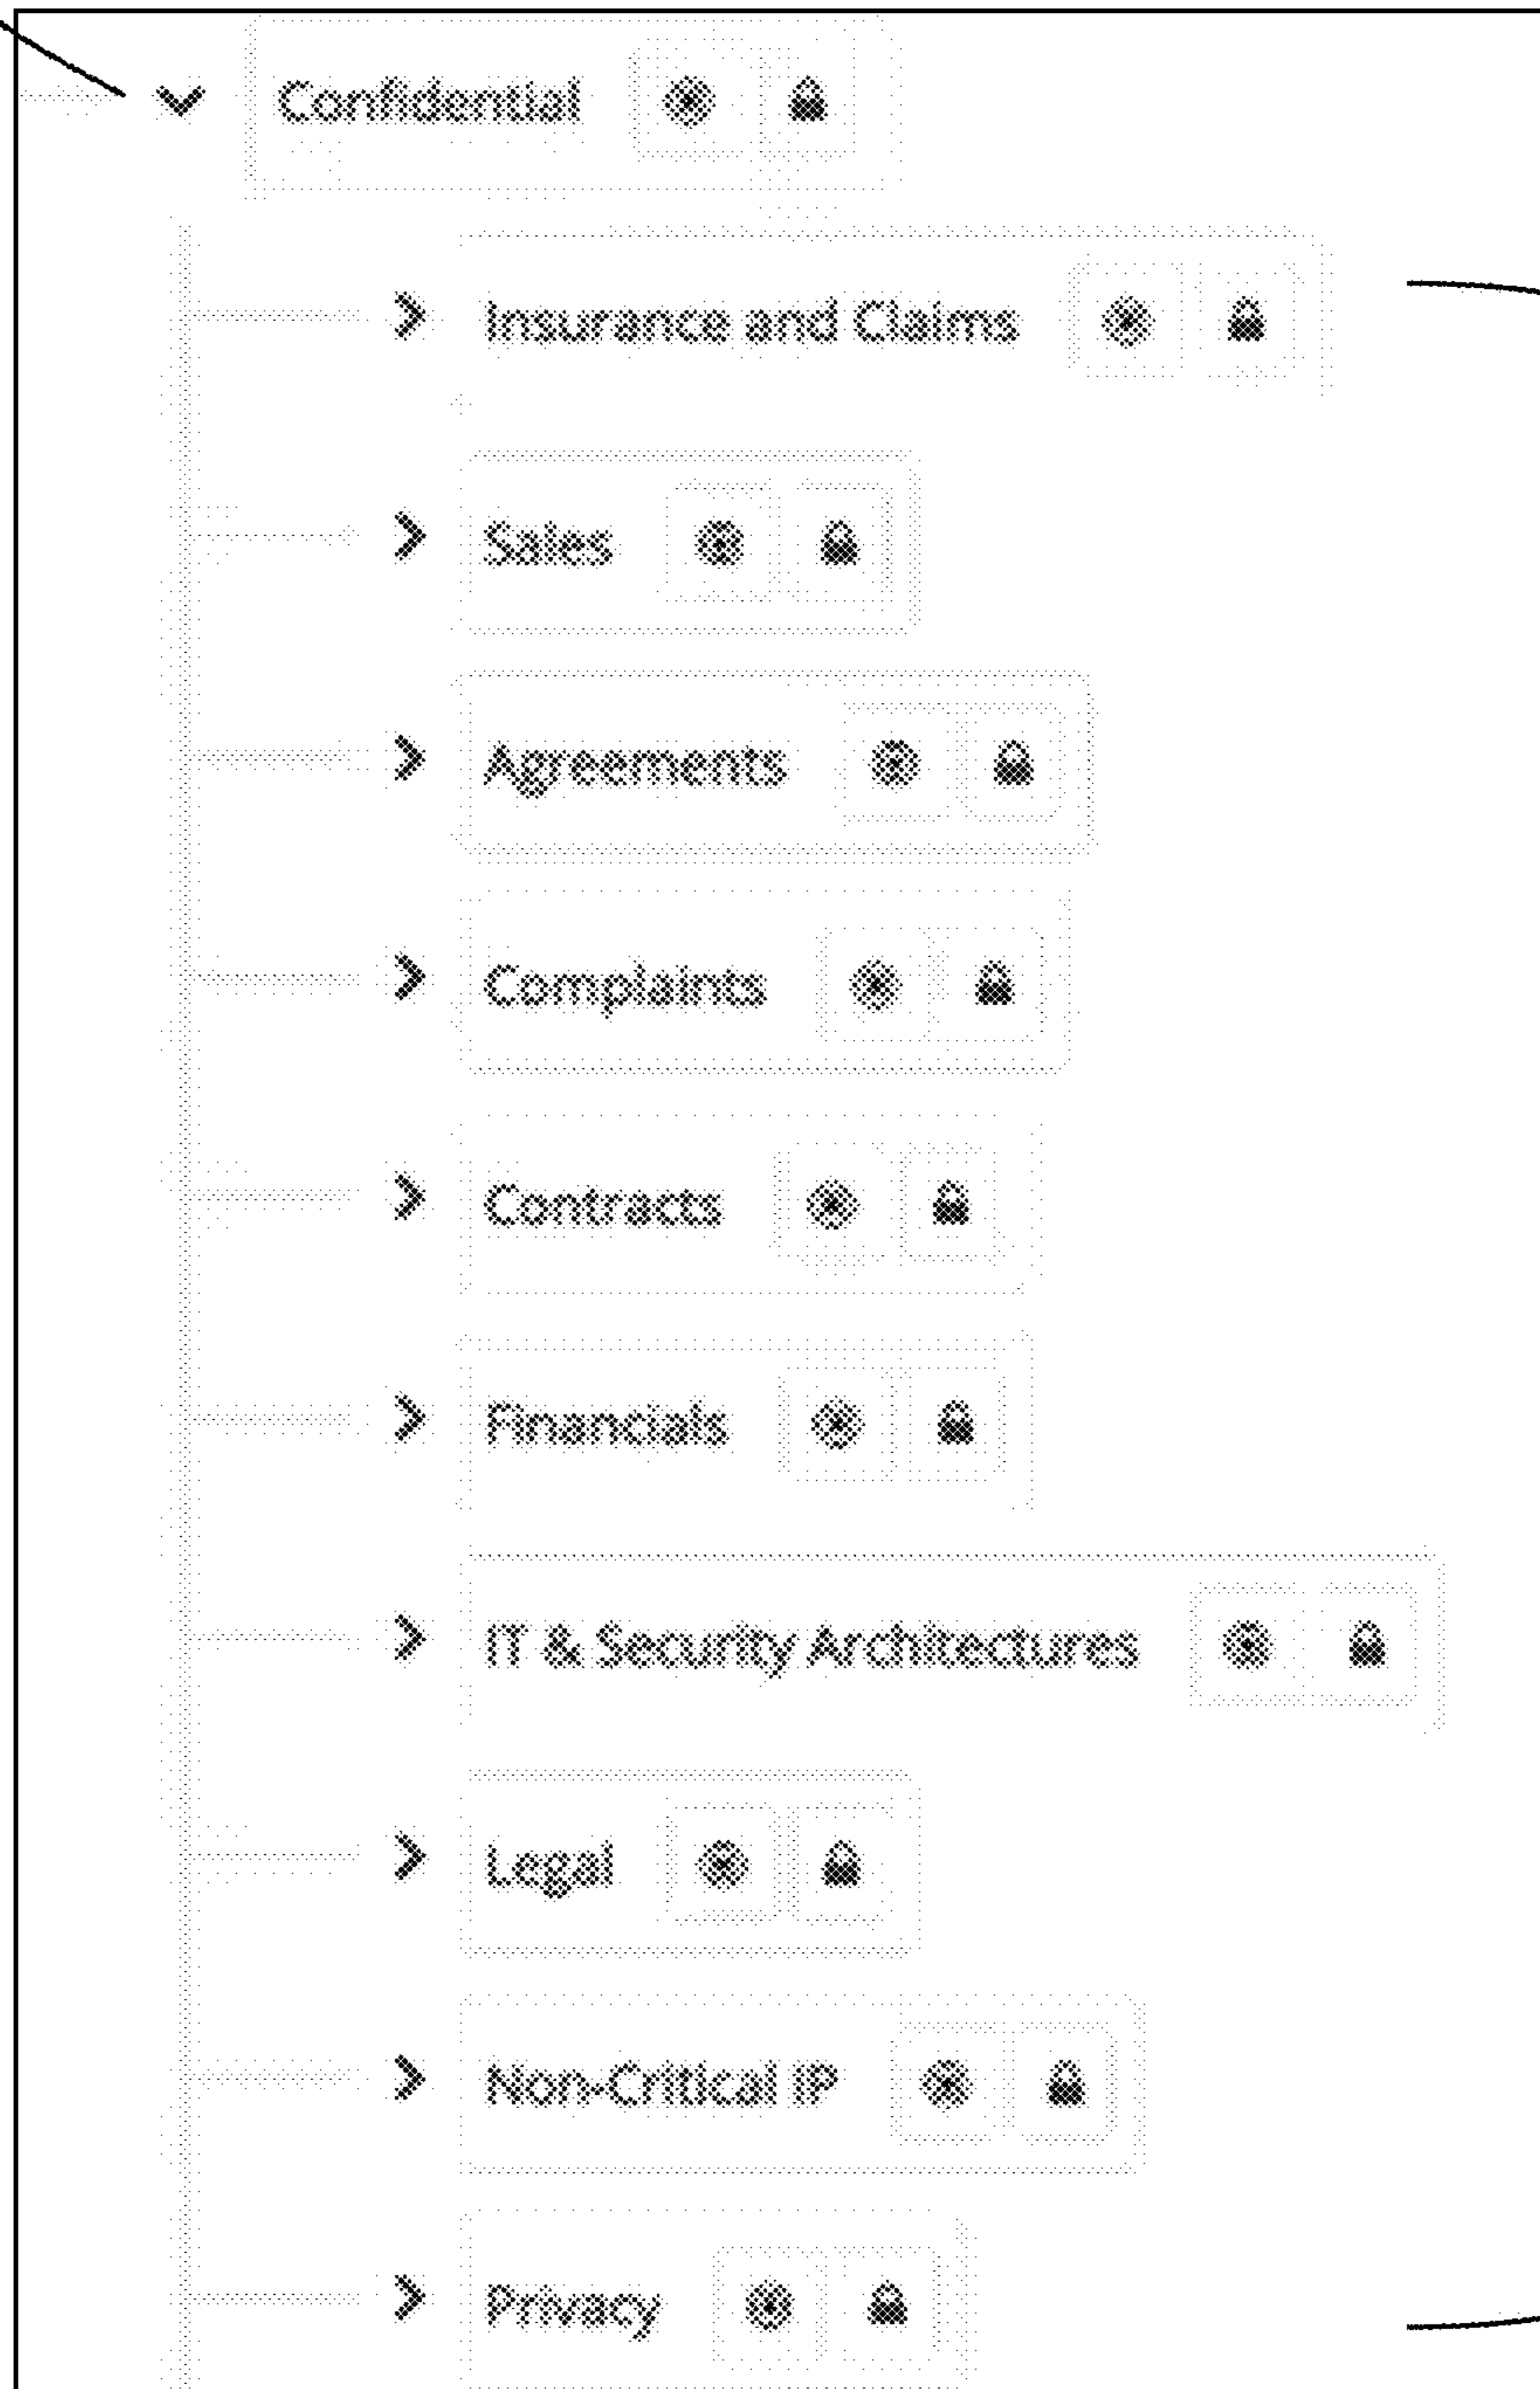 Confidential
Insurance and Claims
Sales
Agreements
Complaints
Contracts
Financials
IT & Security Architectures
Legal
Non-Critical IP
Privacy